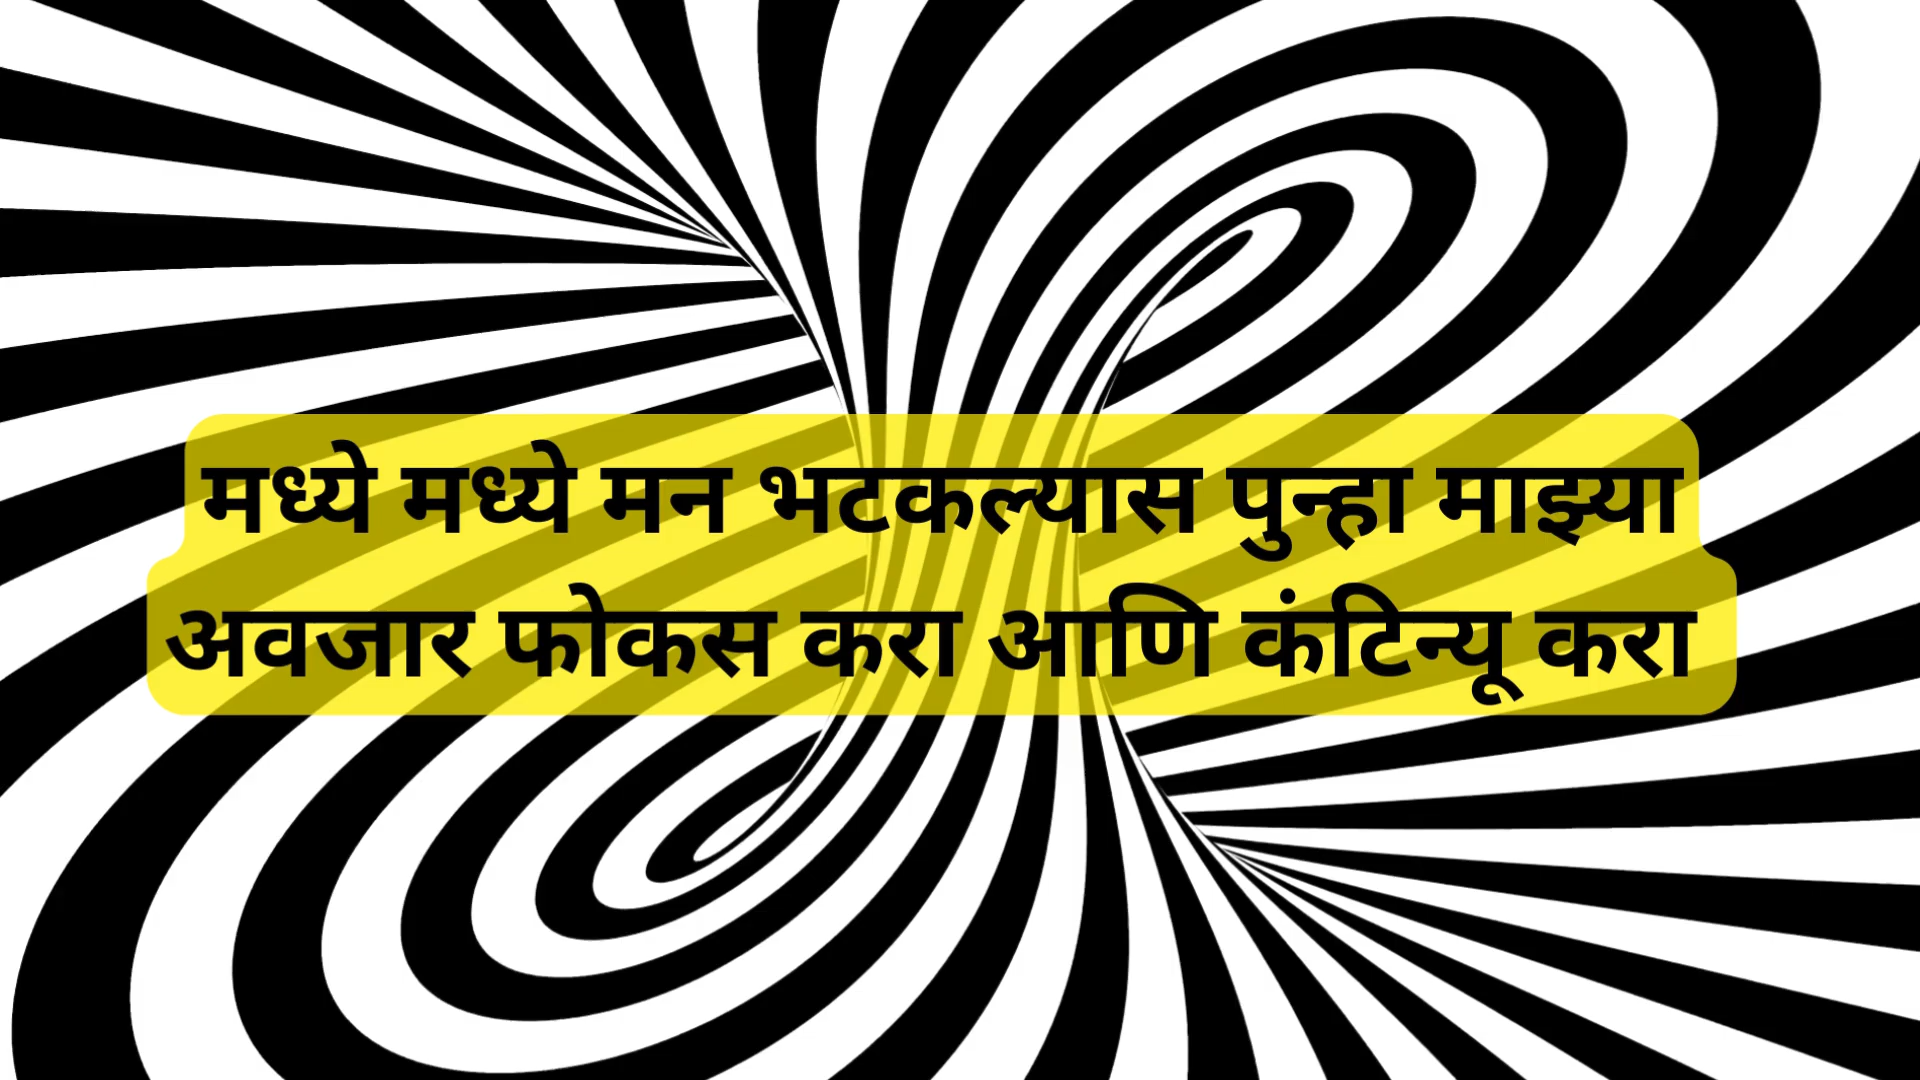 मध्ये मध्ये मन भटकल्यास पुन्हा माझ्या
अवजार फोकस करा आणि कंटिन्यू करा